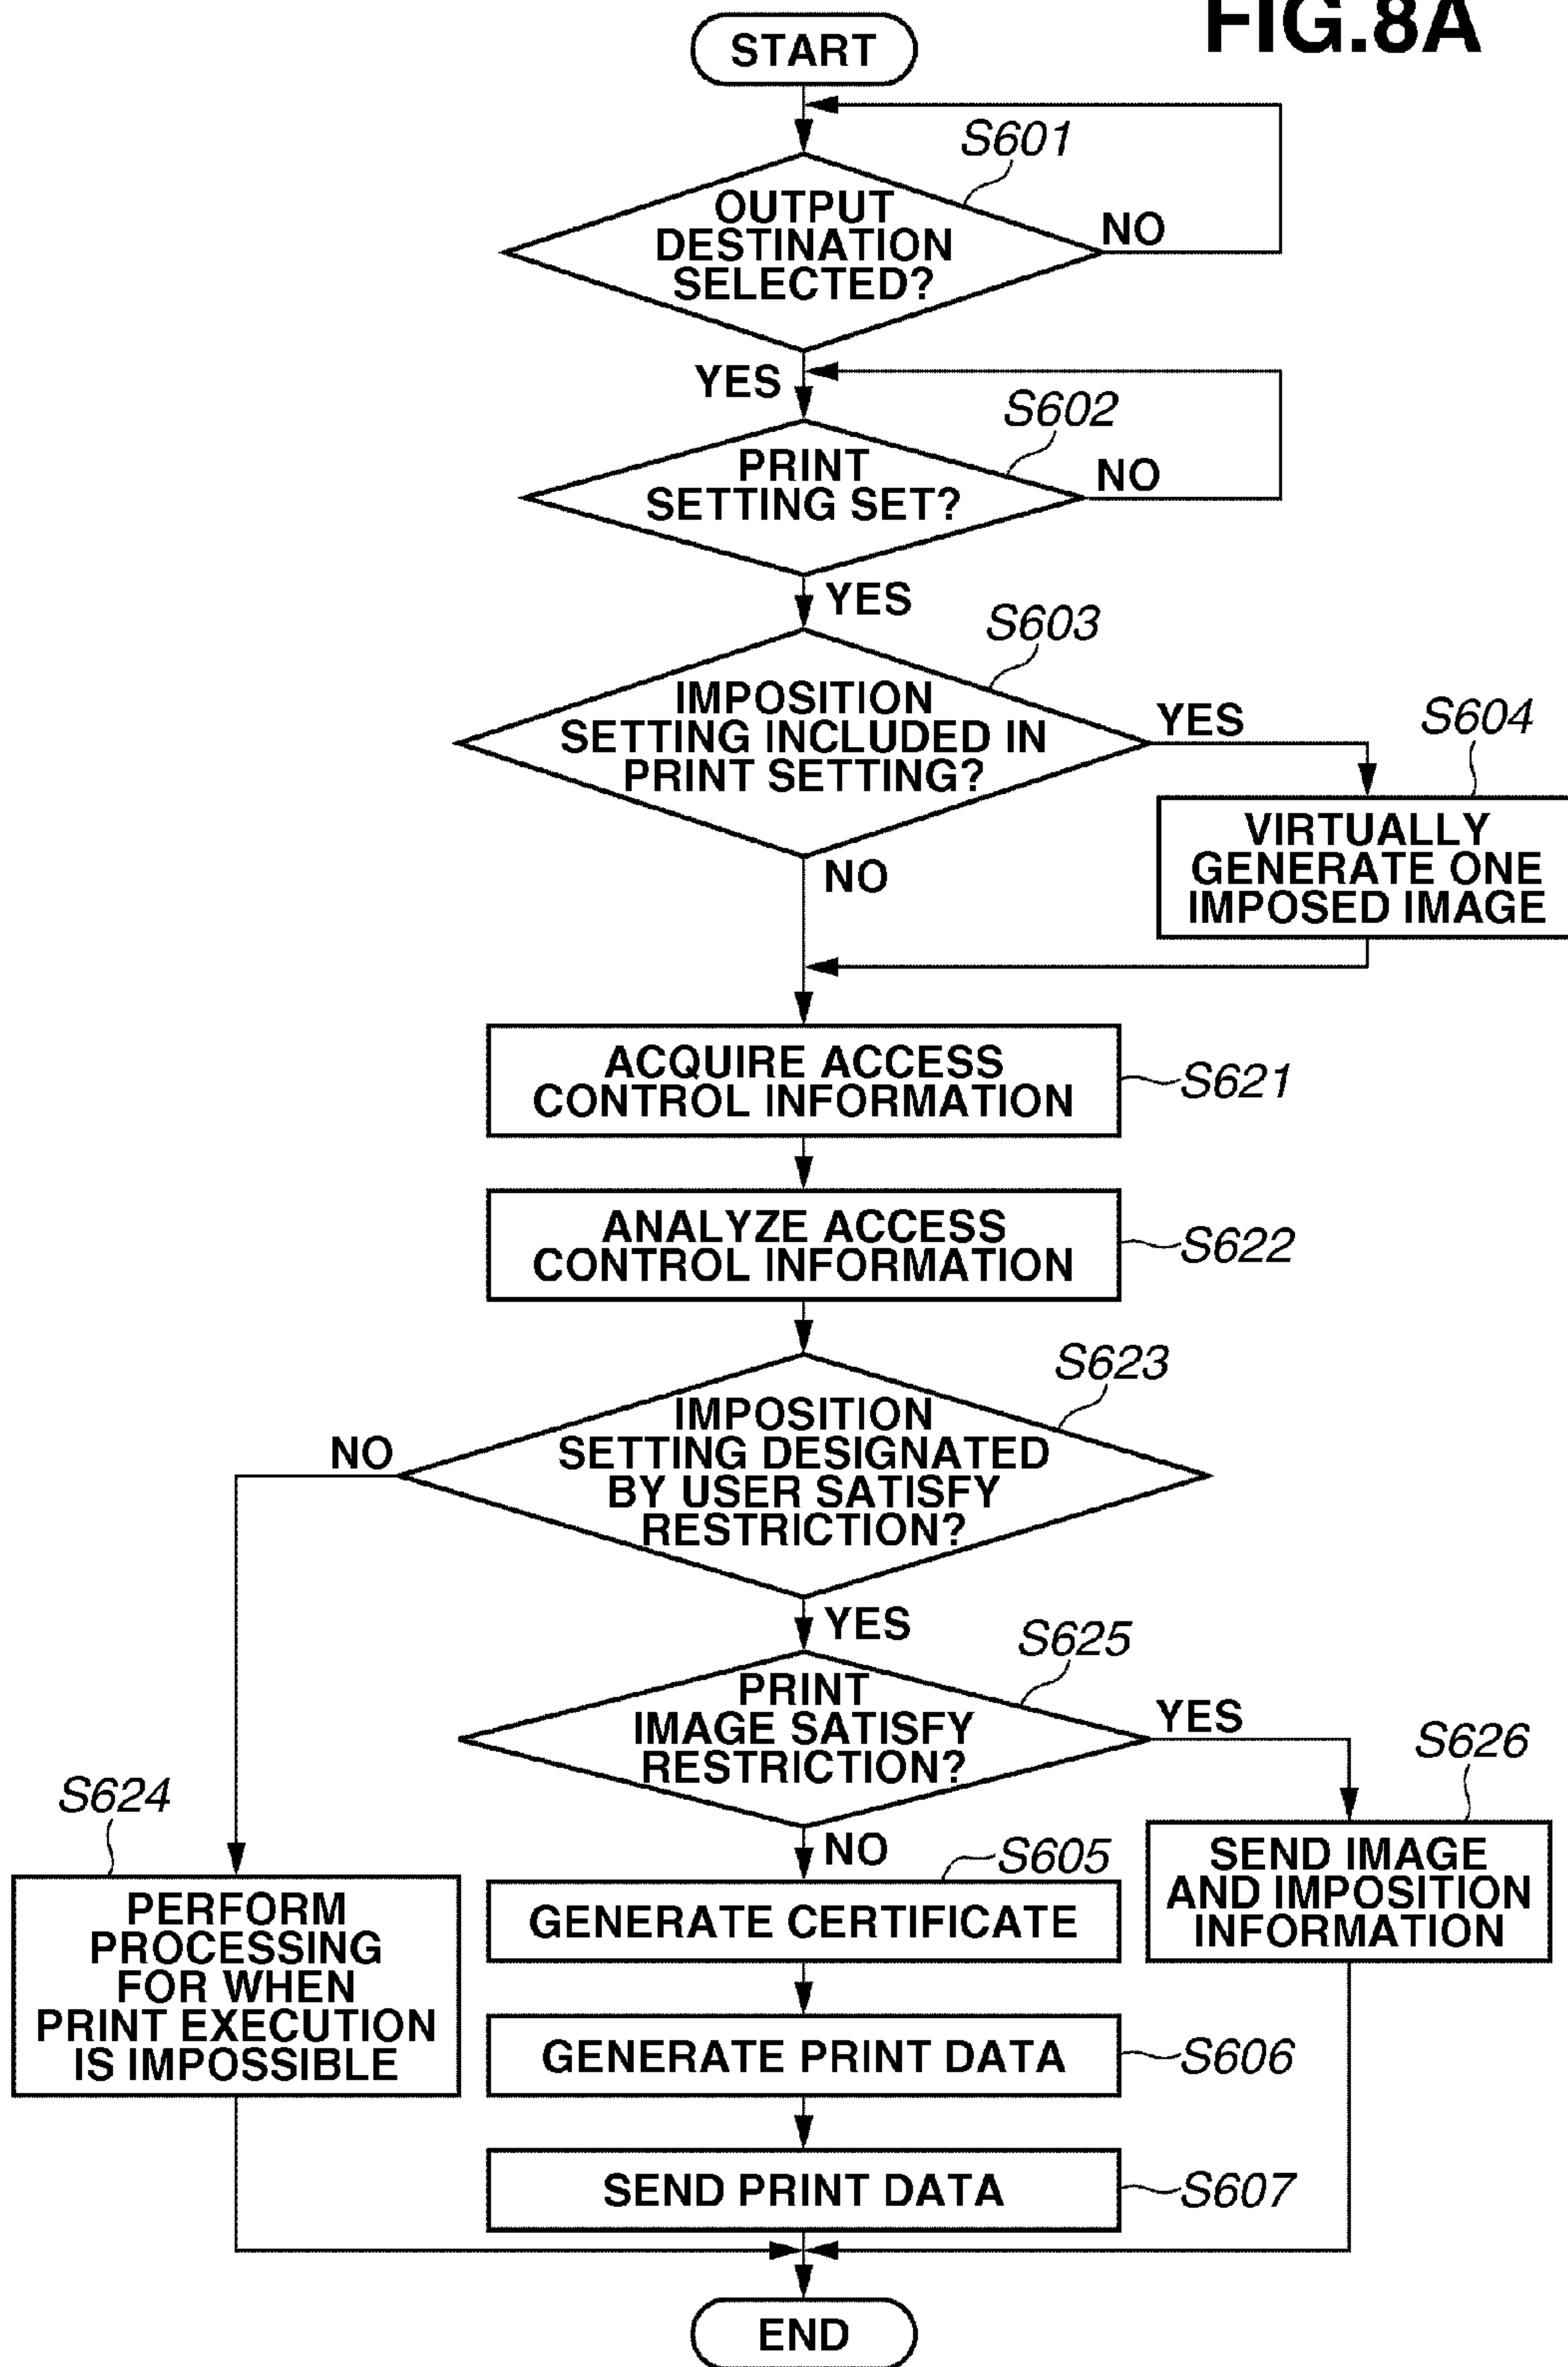 FIG.8A
START
S601
OUTPUT
DESTINATION
SELECTED?
NO
YES
S602
PRINT
SETTING SET?
NO
YES
S603
IMPOSITION
SETTING INCLUDED IN
PRINT SETTING?
YES
S604
VIRTUALLY
GENERATE ONE
IMPOSED IMAGE
NO
ACQUIRE ACCESS
CONTROL INFORMATION
S621
ANALYZE ACCESS
CONTROL INFORMATION
S622
S623
IMPOSITION
SETTING DESIGNATED
BY USER SATISFY
RESTRICTION?
NO
YES
S625
PRINT
IMAGE SATISFY
RESTRICTION?
YES
S626
SEND IMAGE
AND IMPOSITION
INFORMATION
S624
PERFORM
PROCESSING
FOR WHEN
PRINT EXECUTION
IS IMPOSSIBLE
NO
S605
GENERATE CERTIFICATE
GENERATE PRINT DATA
S606
SEND PRINT DATA
S607
END